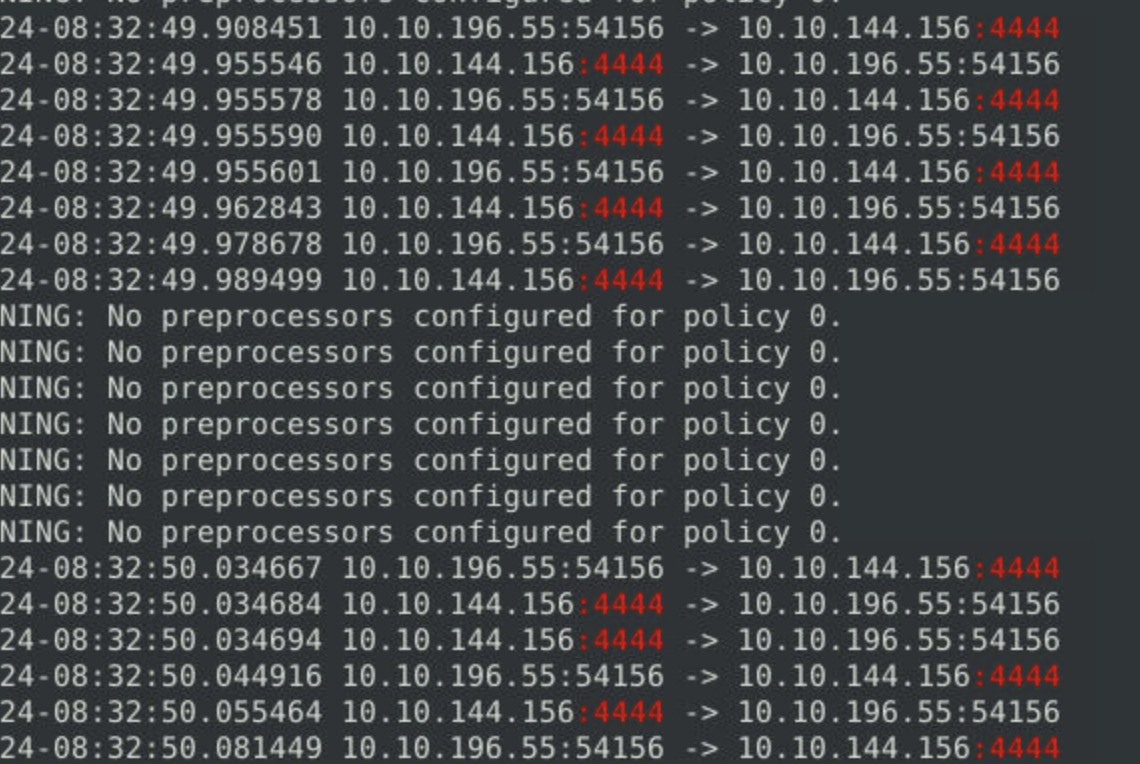 NING: No preprocessors configured for policy 0.
24-08:32:49.908451 10.10.196.55:54156 -> 10.10.144.156:4444
24-08:32:49.955546 10.10.144.156:4444 -> 10.10.196.55:54156
24-08:32:49.955578 10.10.196.55:54156 -> 10.10.144.156:4444
24-08:32:49.955590 10.10.144.156:4444 -> 10.10.196.55:54156
24-08:32:49.955601 10.10.196.55:54156 -> 10.10.144.156:4444
24-08:32:49.962843 10.10.144.156:4444 -> 10.10.196.55:54156
24-08:32:49.978678 10.10.196.55:54156 -> 10.10.144.156:4444
24-08:32:49.989499 10.10.144.156:4444 -> 10.10.196.55:54156
NING: No preprocessors configured for policy 0.
NING: No preprocessors configured for policy 0.
NING: No preprocessors configured for policy 0.
NING: No preprocessors configured for policy 0.
NING: No preprocessors configured for policy 0.
NING: No preprocessors configured for policy 0.
NING: No preprocessors configured for policy 0.
24-08:32:50.034667 10.10.196.55:54156 -> 10.10.144.156:4444
24-08:32:50.034684 10.10.144.156:4444 -> 10.10.196.55:54156
24-08:32:50.034694 10.10.144.156:4444 -> 10.10.196.55:54156
24-08:32:50.044916 10.10.196.55:54156 -> 10.10.144.156:4444
24-08:32:50.055464 10.10.144.156:4444 -> 10.10.196.55:54156
24-08:32:50.081449 10.10.196.55:54156 -> 10.10.144.156:4444